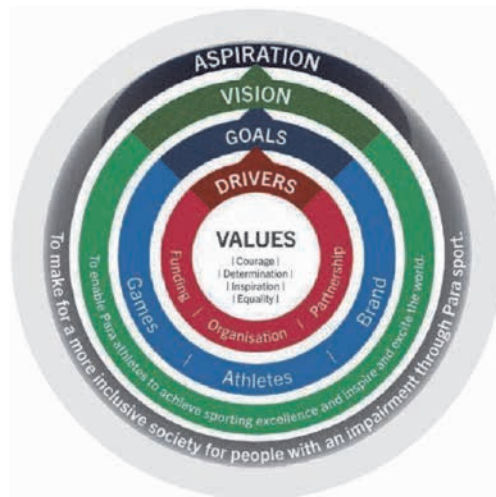 ASPIRATION
To make for a more inclusive society for people with an impairment through Para sport.
VISION
To enable Para athletes to achieve sporting excellence and inspire and excite the world.
GOALS
Games | Athletes | Brand
DRIVERS
Funding | Organisation | Partnership
VALUES
| Courage |
| Determination |
| Inspiration |
| Equality |